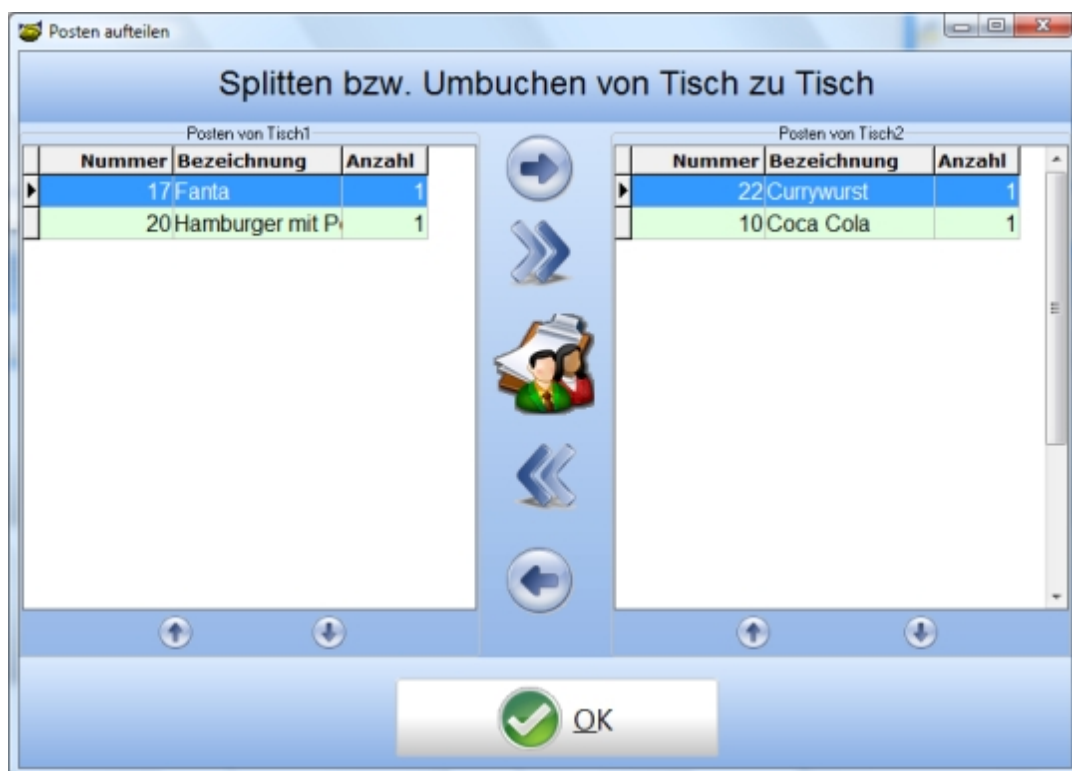 Posten aufteilen
Splitten bzw. Umbuchen von Tisch zu Tisch
Posten von Tisch1
Nummer Bezeichnung Anzahl
17 Fanta 1
20 Hamburger mit P 1
Posten von Tisch2
Nummer Bezeichnung Anzahl
22 Currywurst 1
10 Coca Cola 1
OK